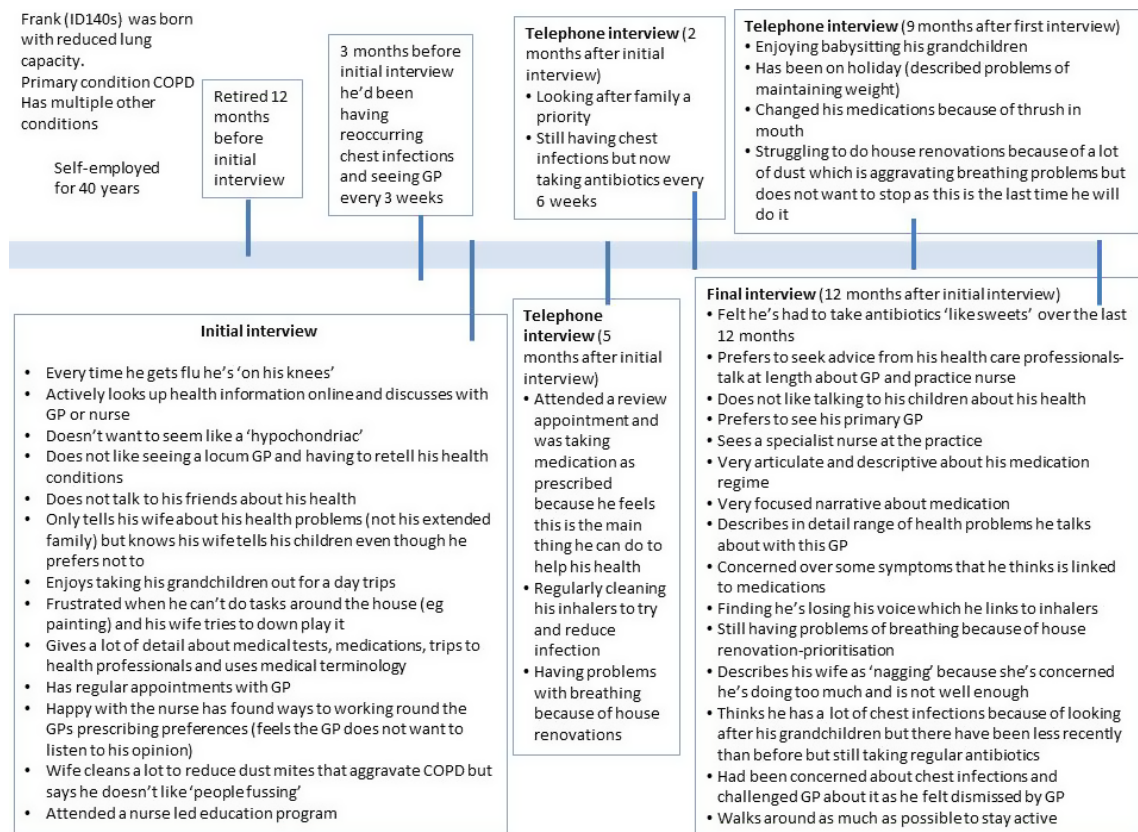 Frank (ID140s) was born
with reduced lung
capacity.
Primary condition COPD
Has multiple other
conditions
Self-employed
for 40 years
Retired 12
months
before
initial
interview
3 months before
initial interview
he'd been
having
reoccurring
chest infections
and seeing GP
every 3 weeks
Telephone interview (2
months after initial
interview)
• Looking after family a
priority
• Still having chest
infections but now
taking antibiotics every
6 weeks
Telephone interview (9 months after first interview)
• Enjoying babysitting his grandchildren
• Has been on holiday (described problems of
maintaining weight)
• Changed his medications because of thrush in
mouth
• Struggling to do house renovations because of a lot
of dust which is aggravating breathing problems but
does not want to stop as this is the last time he will
do it
Initial interview
• Every time he gets flu he's 'on his knees'
• Actively looks up health information online and discusses with
GP or nurse
• Doesn't want to seem like a 'hypochondriac'
• Does not like seeing a locum GP and having to retell his health
conditions
• Does not talk to his friends about his health
• Only tells his wife about his health problems (not his extended
family) but knows his wife tells his children even though he
prefers not to
• Enjoys taking his grandchildren out for a day trips
• Frustrated when he can't do tasks around the house (eg
painting) and his wife tries to down play it
• Gives a lot of detail about medical tests, medications, trips to
health professionals and uses medical terminology
• Has regular appointments with GP
• Happy with the nurse has found ways to working round the
GPs prescribing preferences (feels the GP does not want to
listen to his opinion)
• Wife cleans a lot to reduce dust mites that aggravate COPD but
says he doesn't like 'people fussing'
• Attended a nurse led education program
Telephone
interview (5
months after initial
interview)
• Attended a review
appointment and
was taking
medication as
prescribed
because he feels
this is the main
thing he can do to
help his health
• Regularly cleaning
his inhalers to try
and reduce
infection
• Having problems
with breathing
because of house
renovations
Final interview (12 months after initial interview)
• Felt he's had to take antibiotics 'like sweets' over the last
12 months
• Prefers to seek advice from his health care professionals-
talk at length about GP and practice nurse
• Does not like talking to his children about his health
• Prefers to see his primary GP
• Sees a specialist nurse at the practice
• Very articulate and descriptive about his medication
regime
• Very focused narrative about medication
• Describes in detail range of health problems he talks
about with this GP
• Concerned over some symptoms that he thinks is linked
to medications
• Finding he's losing his voice which he links to inhalers
• Still having problems of breathing because of house
renovation-prioritisation
• Describes his wife as 'nagging' because she's concerned
he's doing too much and is not well enough
• Thinks he has a lot of chest infections because of looking
after his grandchildren but there have been less recently
than before but still taking regular antibiotics
• Had been concerned about chest infections and
challenged GP about it as he felt dismissed by GP
• Walks around as much as possible to stay active